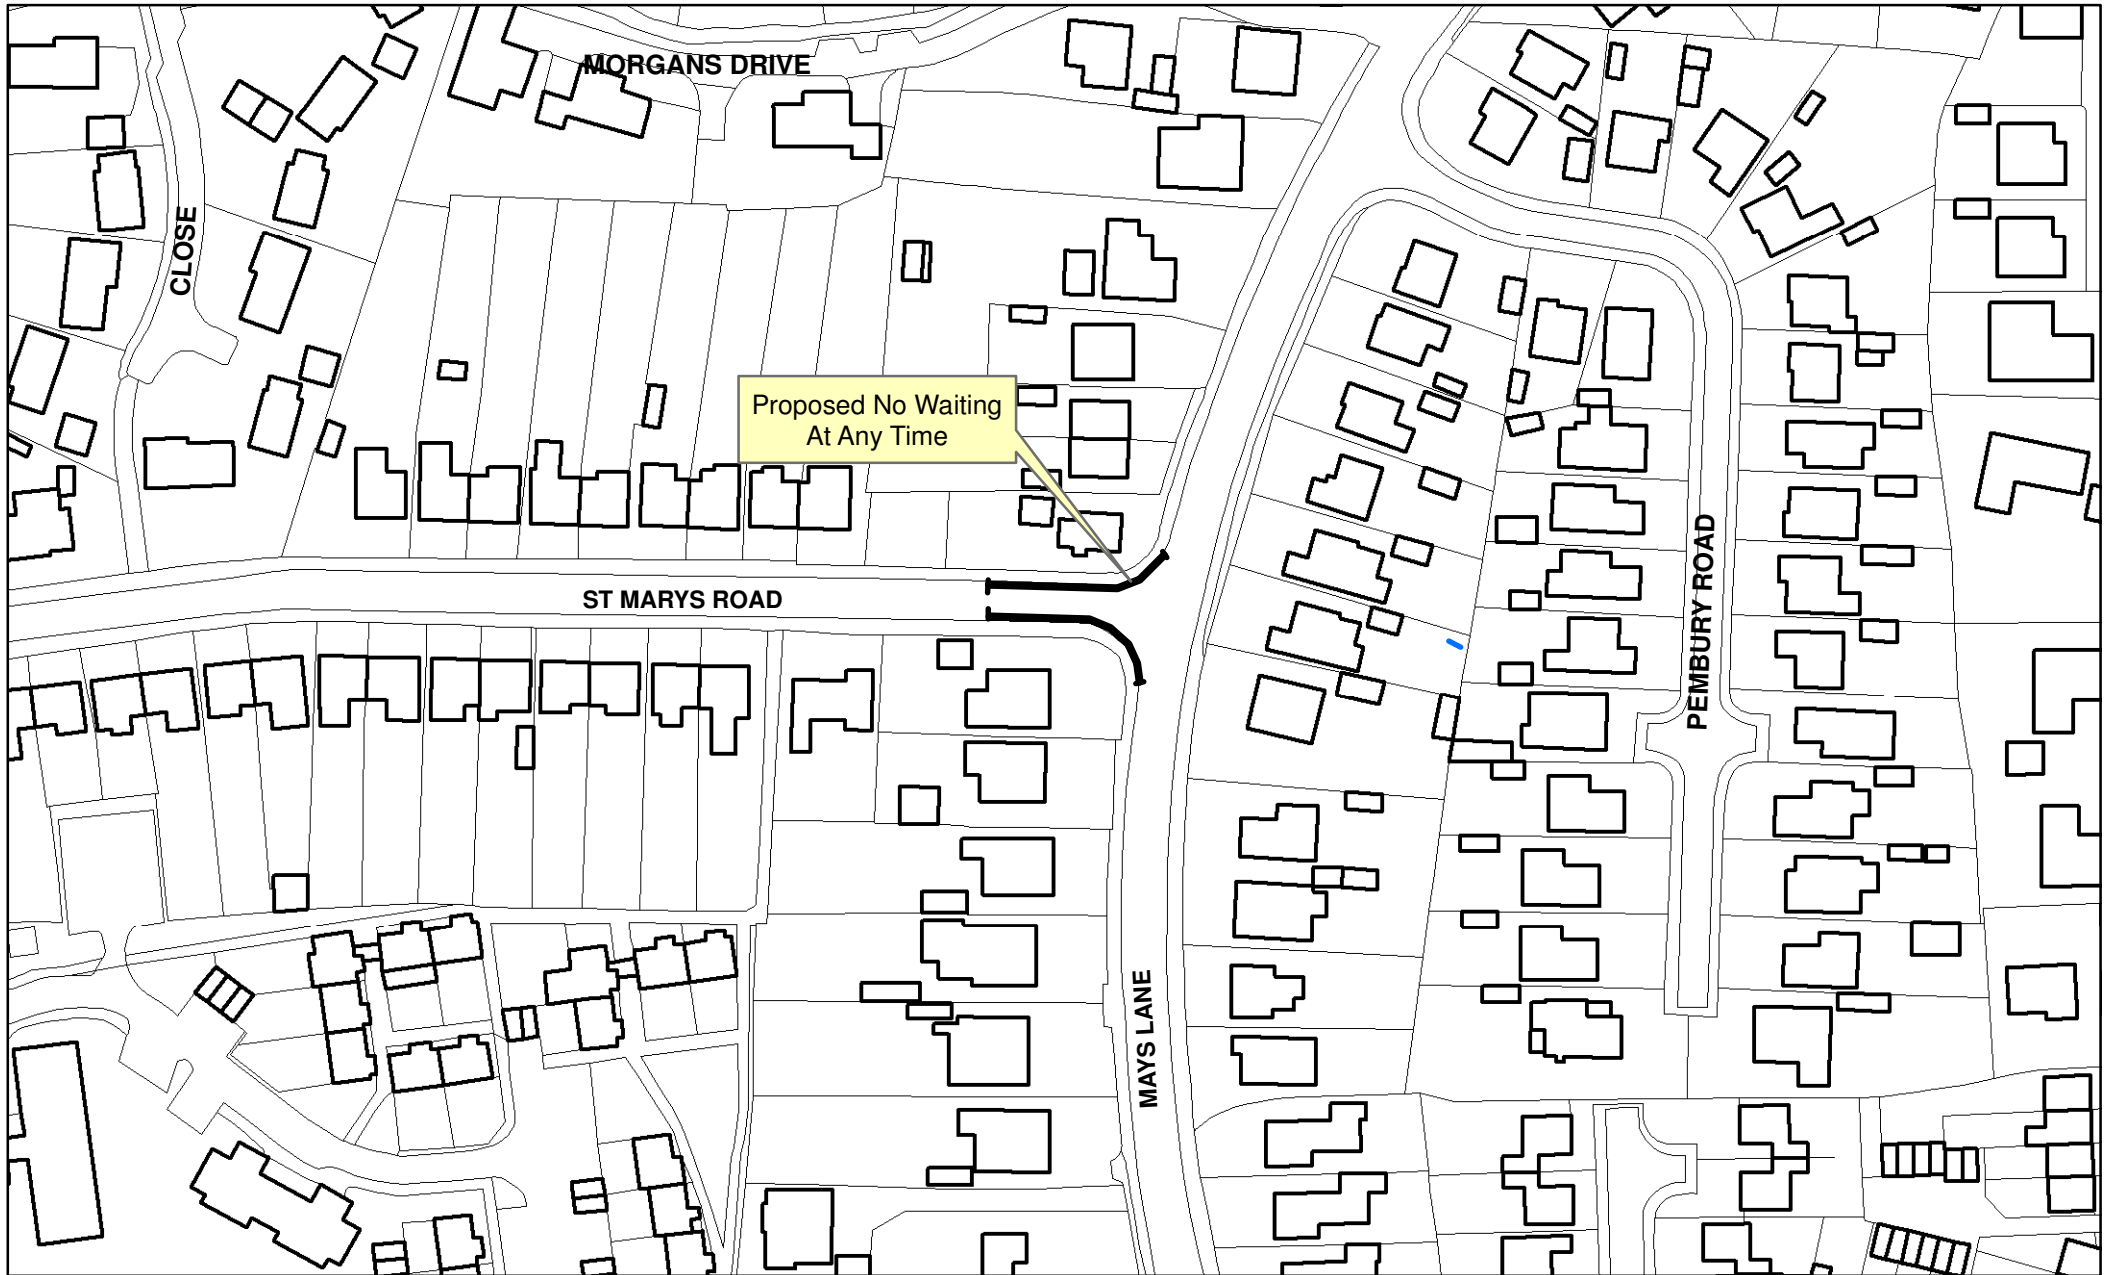 MORGANS DRIVE
CLOSE
Proposed No Waiting
At Any Time
ST MARYS ROAD
PEMBURY ROAD
MAYS LANE